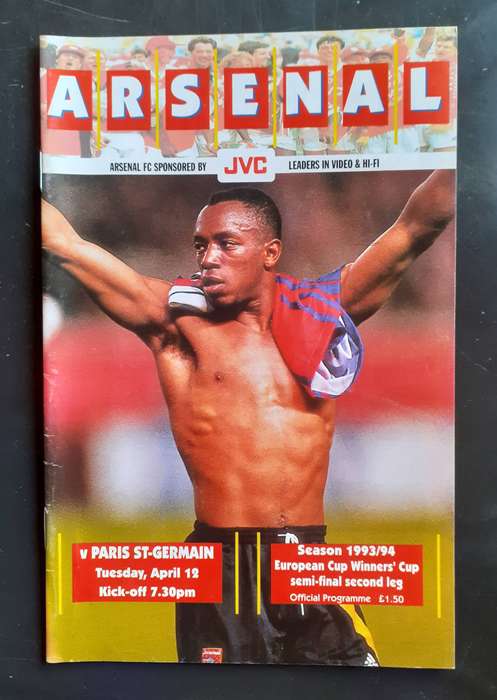 ARSENAL
ARSENAL FC SPONSORED BY JVC LEADERS IN VIDEO & HI-FI
v PARIS ST-GERMAIN
Tuesday, April 12
Kick-off 7.30pm
Season 1993/94
European Cup Winners' Cup
semi-final second leg
Official Programme £1.50